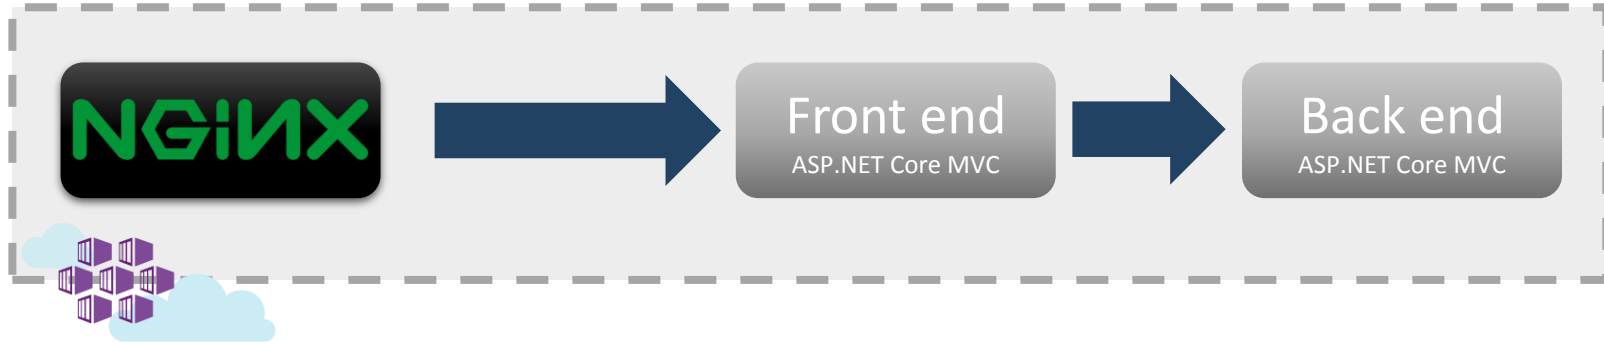 NGiNX
Front end
ASP.NET Core MVC
Back end
ASP.NET Core MVC